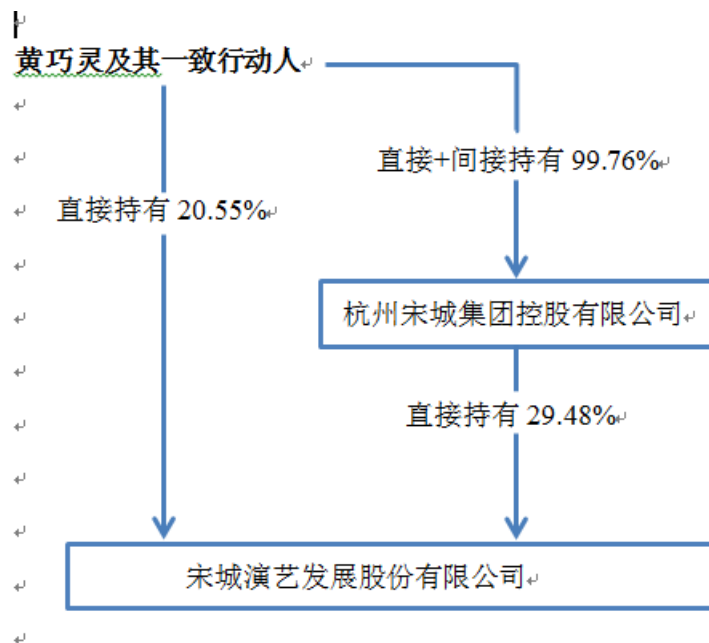 黄巧灵及其一致行动人
直接+间接持有 99.76%
直接持有 20.55%
杭州宋城集团控股有限公司
直接持有 29.48%
宋城演艺发展股份有限公司